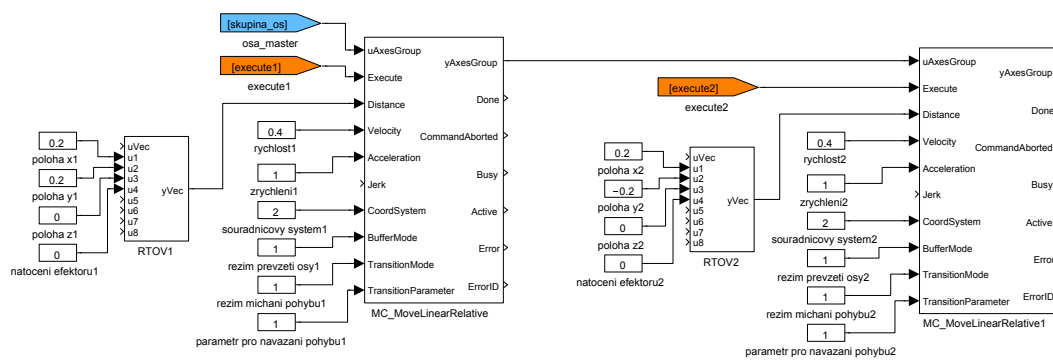 [skupina_os]
osa_master
[execute1]
execute1
0.2
poloha x1
0.2
poloha y1
0
poloha z1
0
natoceni efektoru1
uVec
u1
u2
u3
u4
u5
u6
u7
u8
yVec
RTOV1
0.4
rychlost1
1
zrychleni1
2
souradnicovy system1
1
rezim prevzeti osy1
1
rezim michani pohybu1
1
parametr pro navazani pohybu1
uAxesGroup
Execute
Distance
Velocity
Acceleration
Jerk
CoordSystem
BufferMode
TransitionMode
TransitionParameter
yAxesGroup
Done
CommandAborted
Busy
Active
Error
ErrorID
MC_MoveLinearRelative
[execute2]
execute2
0.2
poloha x2
−0.2
poloha y2
0
poloha z2
0
natoceni efektoru2
uVec
u1
u2
u3
u4
u5
u6
u7
u8
yVec
RTOV2
0.4
rychlost2
1
zrychleni2
2
souradnicovy system2
1
rezim prevzeti osy2
1
rezim michani pohybu2
1
parametr pro navazani pohybu2
uAxesGroup
Execute
Distance
Velocity
Acceleration
Jerk
CoordSystem
BufferMode
TransitionMode
TransitionParameter
yAxesGroup
Done
CommandAborted
Busy
Active
Error
ErrorID
MC_MoveLinearRelative1